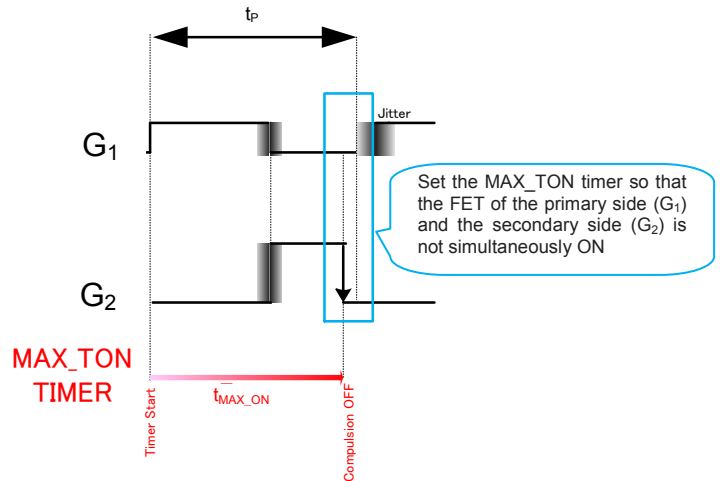 tP
Jitter
G1
Set the MAX_TON timer so that
the FET of the primary side (G1)
and the secondary side (G2) is
not simultaneously ON
G2
MAX_TON
TIMER
tMAX_ON
Timer Start
Compulsion OFF